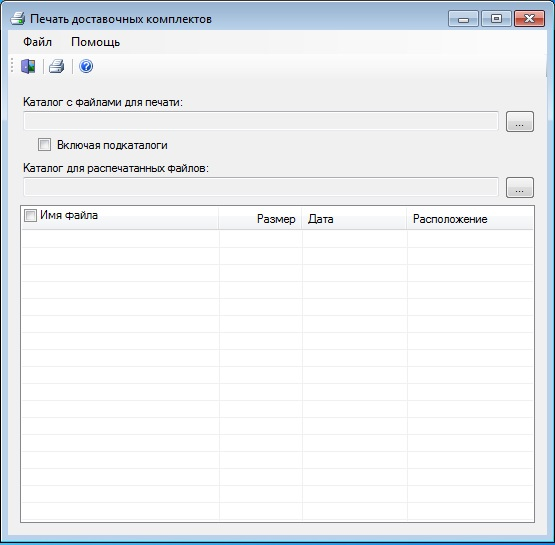 Печать доставочных комплектов
Файл Помощь
Каталог с файлами для печати:
...
Включая подкаталоги
Каталог для распечатанных файлов:
...
Имя файла Размер Дата Расположение